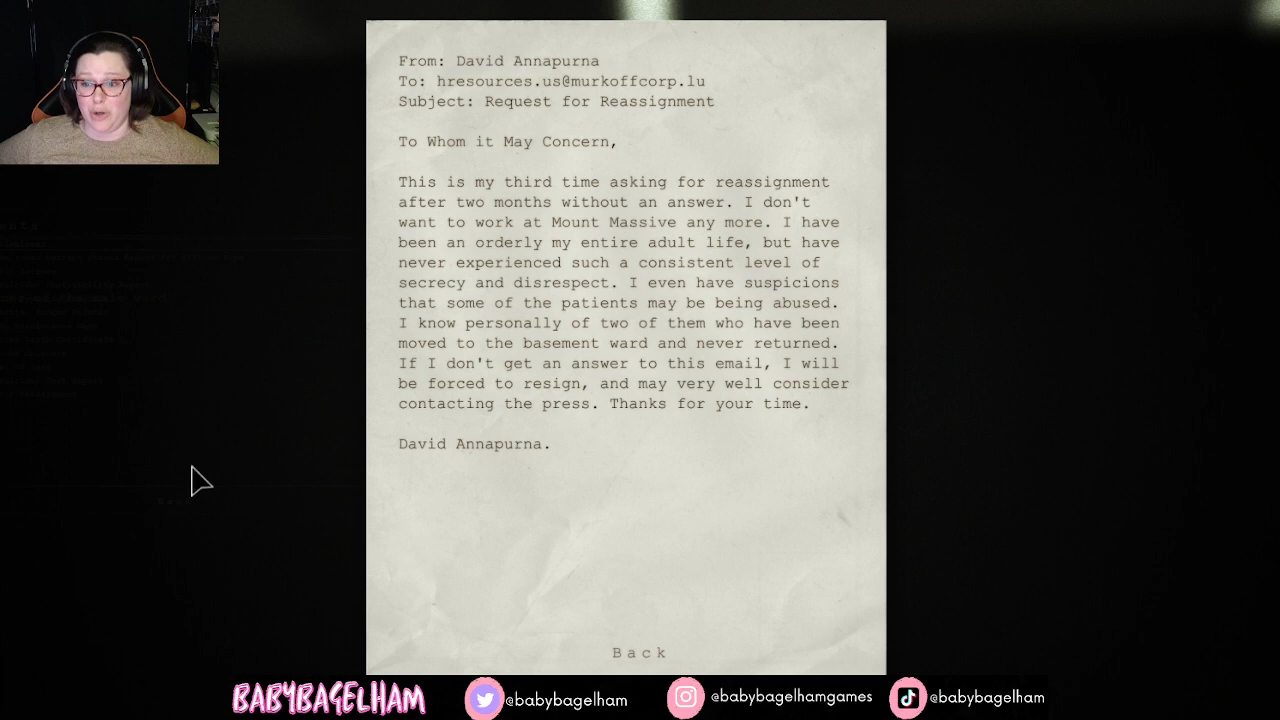 From: David Annapurna
To: hresources.us@murkoffcorp.lu
Subject: Request for Reassignment
To Whom it May Concern,
This is my third time asking for reassignment
after two months without an answer. I don't
want to work at Mount Massive any more. I have
been an orderly my entire adult life, but have
never experienced such a consistent level of
secrecy and disrespect. I even have suspicions
that some of the patients may be being abused.
I know personally of two of them who have been
moved to the basement ward and never returned.
If I don't get an answer to this email, I will
be forced to resign, and may very well consider
contacting the press. Thanks for your time.
David Annapurna.
Back
BABYBAGELHAM
@babybagelham
@babybagelhamgames
@babybagelham